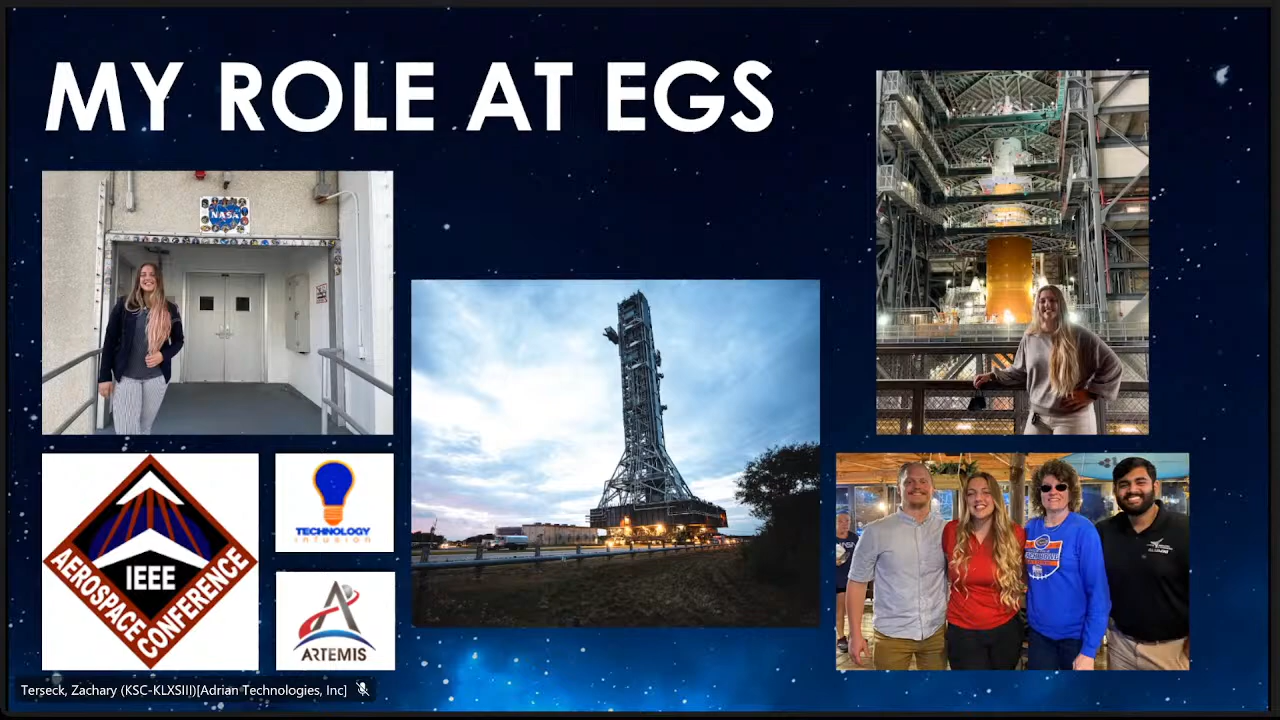 MY ROLE AT EGS
NASA
IEEE
AEROSPACE CONFERENCE
TECHNOLOGY
infusion
ARTEMIS
Terseck, Zachary (KSC-KLXSIII)[Adrian Technologies, Inc]